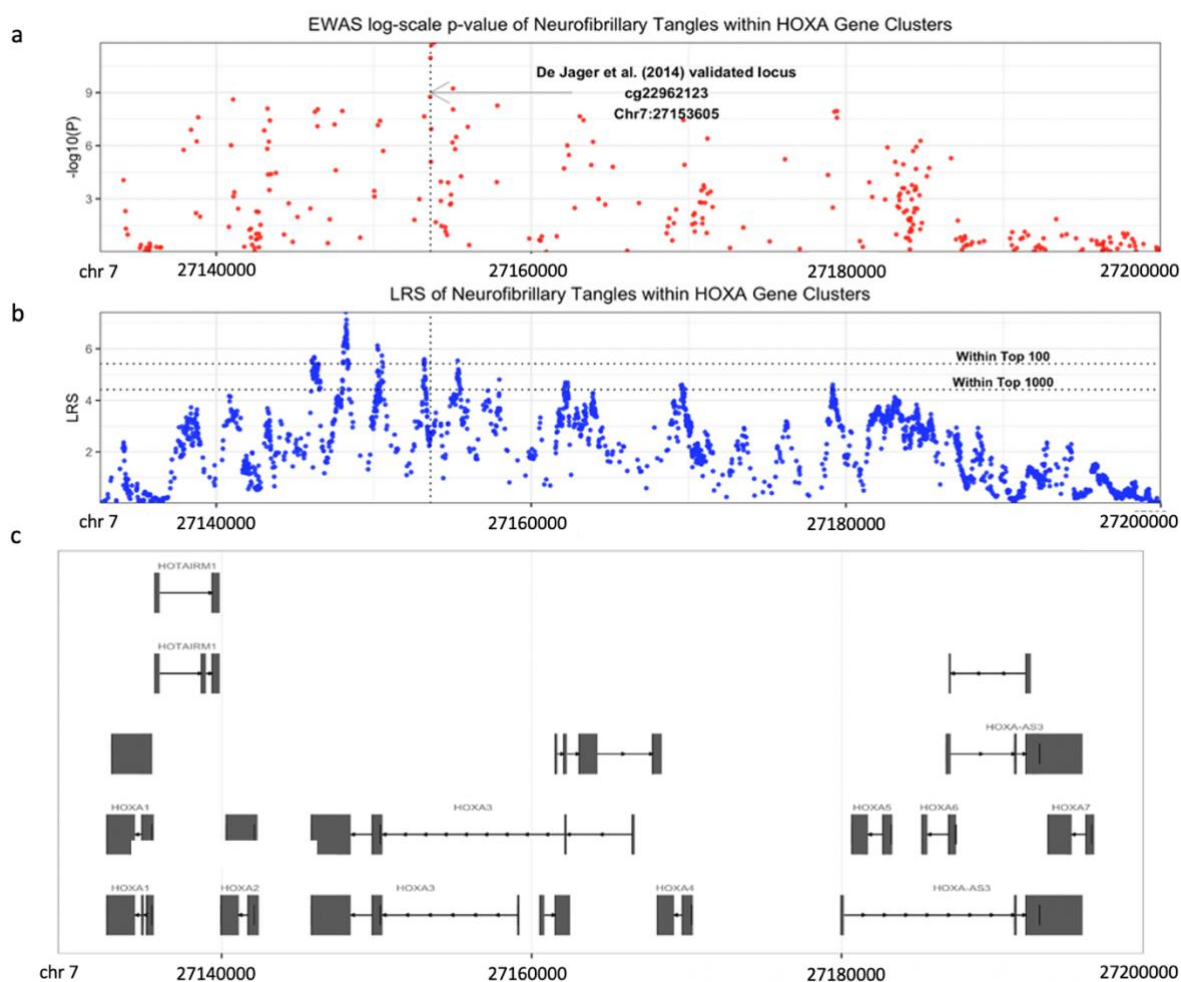 a
EWAS log-scale p-value of Neurofibrillary Tangles within HOXA Gene Clusters
-log10(P)
9
6
3
De Jager et al. (2014) validated locus
cg22962123
Chr7:27153605
chr 7 27140000 27160000 27180000 27200000
b
LRS of Neurofibrillary Tangles within HOXA Gene Clusters
LRS
6
4
2
Within Top 100
Within Top 1000
chr 7 27140000 27160000 27180000 27200000
c
HOTAIRM1
HOTAIRM1
HOXA-AS3
HOXA1 HOXA3 HOXA5 HOXA6 HOXA7
HOXA1 HOXA2 HOXA3 HOXA4 HOXA-AS3
chr 7 27140000 27160000 27180000 27200000